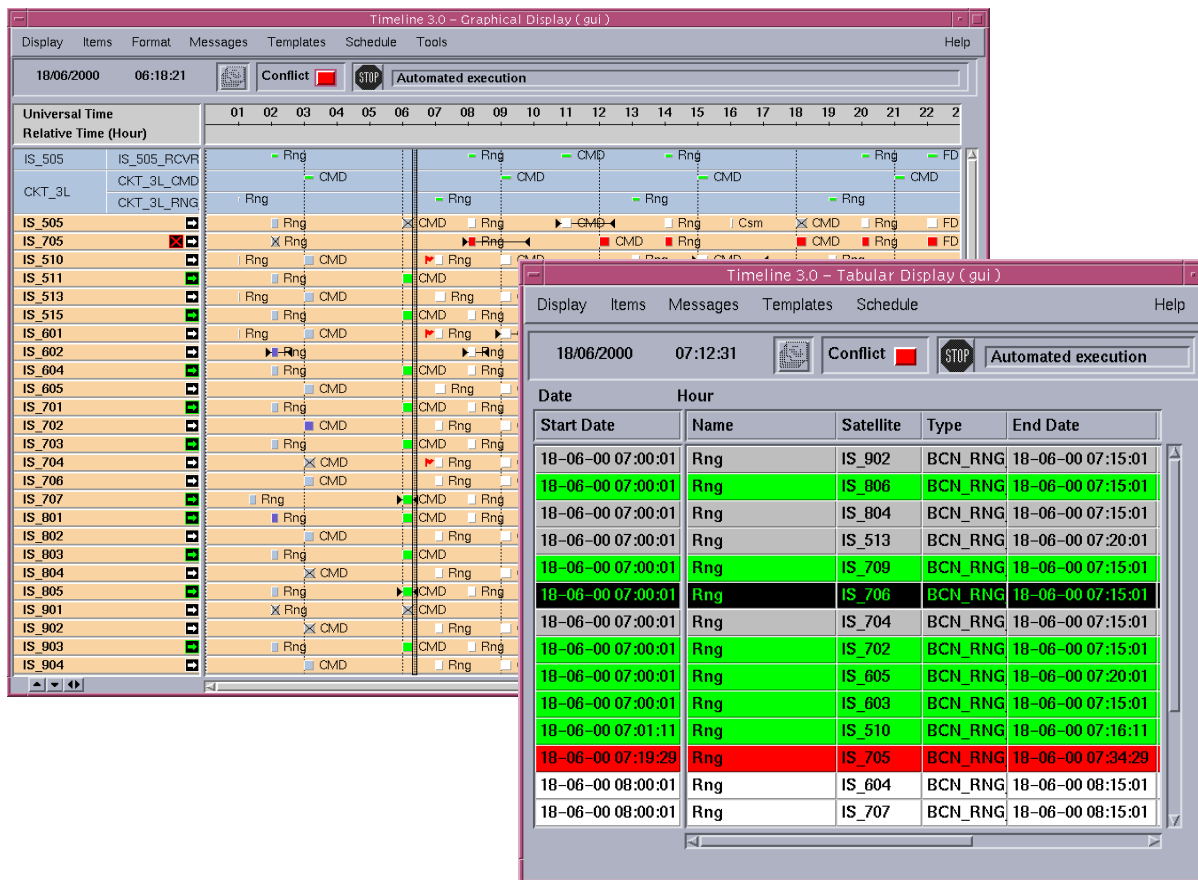 Timeline 3.0 – Graphical Display ( gui )
Display Items Format Messages Templates Schedule Tools Help
18/06/2000 06:18:21 Conflict STOP Automated execution
Universal Time 01 02 03 04 05 06 07 08 09 10 11 12 13 14 15 16 17 18 19 20 21 22 2
Relative Time (Hour)
IS_505 IS_505_RCVR Rng Rng CMD Rng Rng FD
CKT_3L CKT_3L_CMD CMD CMD CMD CMD
CKT_3L_RNG Rng Rng Rng Rng
IS_505 Rng CMD Rng CMD Rng Csm CMD Rng FD
IS_705 Rng Rng CMD Rng CMD Rng FD
IS_510 Rng CMD Rng CMD Rng CMD Rng
IS_511 Rng CMD
IS_513 Rng CMD Rng
IS_515 Rng CMD Rng
IS_601 Rng CMD Rng
IS_602 Rng Rng
IS_604 Rng CMD Rng
IS_605 CMD Rng
IS_701 Rng CMD Rng
IS_702 CMD Rng
IS_703 Rng CMD Rng
IS_704 CMD Rng
IS_706 CMD Rng
IS_707 Rng CMD Rng
IS_801 Rng CMD Rng
IS_802 CMD Rng
IS_803 Rng CMD
IS_804 CMD Rng
IS_805 Rng CMD Rng
IS_901 Rng CMD
IS_902 CMD Rng
IS_903 Rng CMD Rng
IS_904 CMD Rng
Timeline 3.0 – Tabular Display ( gui )
Display Items Messages Templates Schedule Help
18/06/2000 07:12:31 Conflict STOP Automated execution
Date Hour
Start Date Name Satellite Type End Date
18–06–00 07:00:01 Rng IS_902 BCN_RNG 18–06–00 07:15:01
18–06–00 07:00:01 Rng IS_806 BCN_RNG 18–06–00 07:15:01
18–06–00 07:00:01 Rng IS_804 BCN_RNG 18–06–00 07:15:01
18–06–00 07:00:01 Rng IS_513 BCN_RNG 18–06–00 07:20:01
18–06–00 07:00:01 Rng IS_709 BCN_RNG 18–06–00 07:15:01
18–06–00 07:00:01 Rng IS_706 BCN_RNG 18–06–00 07:15:01
18–06–00 07:00:01 Rng IS_704 BCN_RNG 18–06–00 07:15:01
18–06–00 07:00:01 Rng IS_702 BCN_RNG 18–06–00 07:15:01
18–06–00 07:00:01 Rng IS_605 BCN_RNG 18–06–00 07:20:01
18–06–00 07:00:01 Rng IS_603 BCN_RNG 18–06–00 07:15:01
18–06–00 07:01:11 Rng IS_510 BCN_RNG 18–06–00 07:16:11
18–06–00 07:19:29 Rng IS_705 BCN_RNG 18–06–00 07:34:29
18–06–00 08:00:01 Rng IS_604 BCN_RNG 18–06–00 08:15:01
18–06–00 08:00:01 Rng IS_707 BCN_RNG 18–06–00 08:15:01